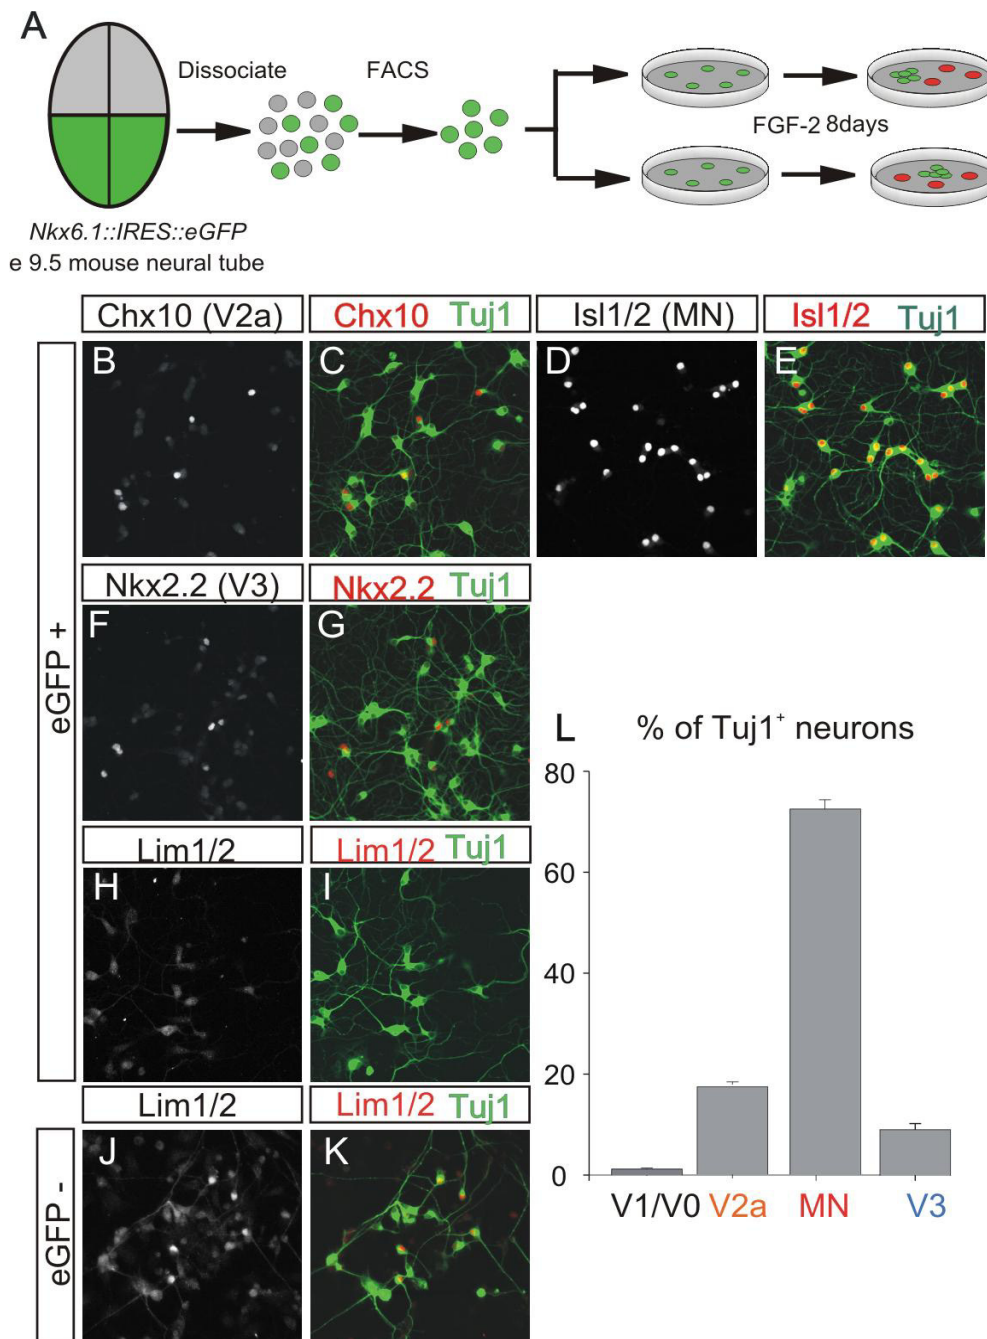 A
Dissociate
FACS
FGF-2 8days
Nkx6.1::IRES::eGFP
e 9.5 mouse neural tube
Chx10 (V2a)
Chx10 Tuj1
Isl1/2 (MN)
Isl1/2 Tuj1
B
C
D
E
eGFP +
Nkx2.2 (V3)
Nkx2.2 Tuj1
F
G
Lim1/2
Lim1/2 Tuj1
H
I
eGFP -
Lim1/2
Lim1/2 Tuj1
J
K
L
% of Tuj1⁺ neurons
80
60
40
20
0
V1/V0
V2a
MN
V3